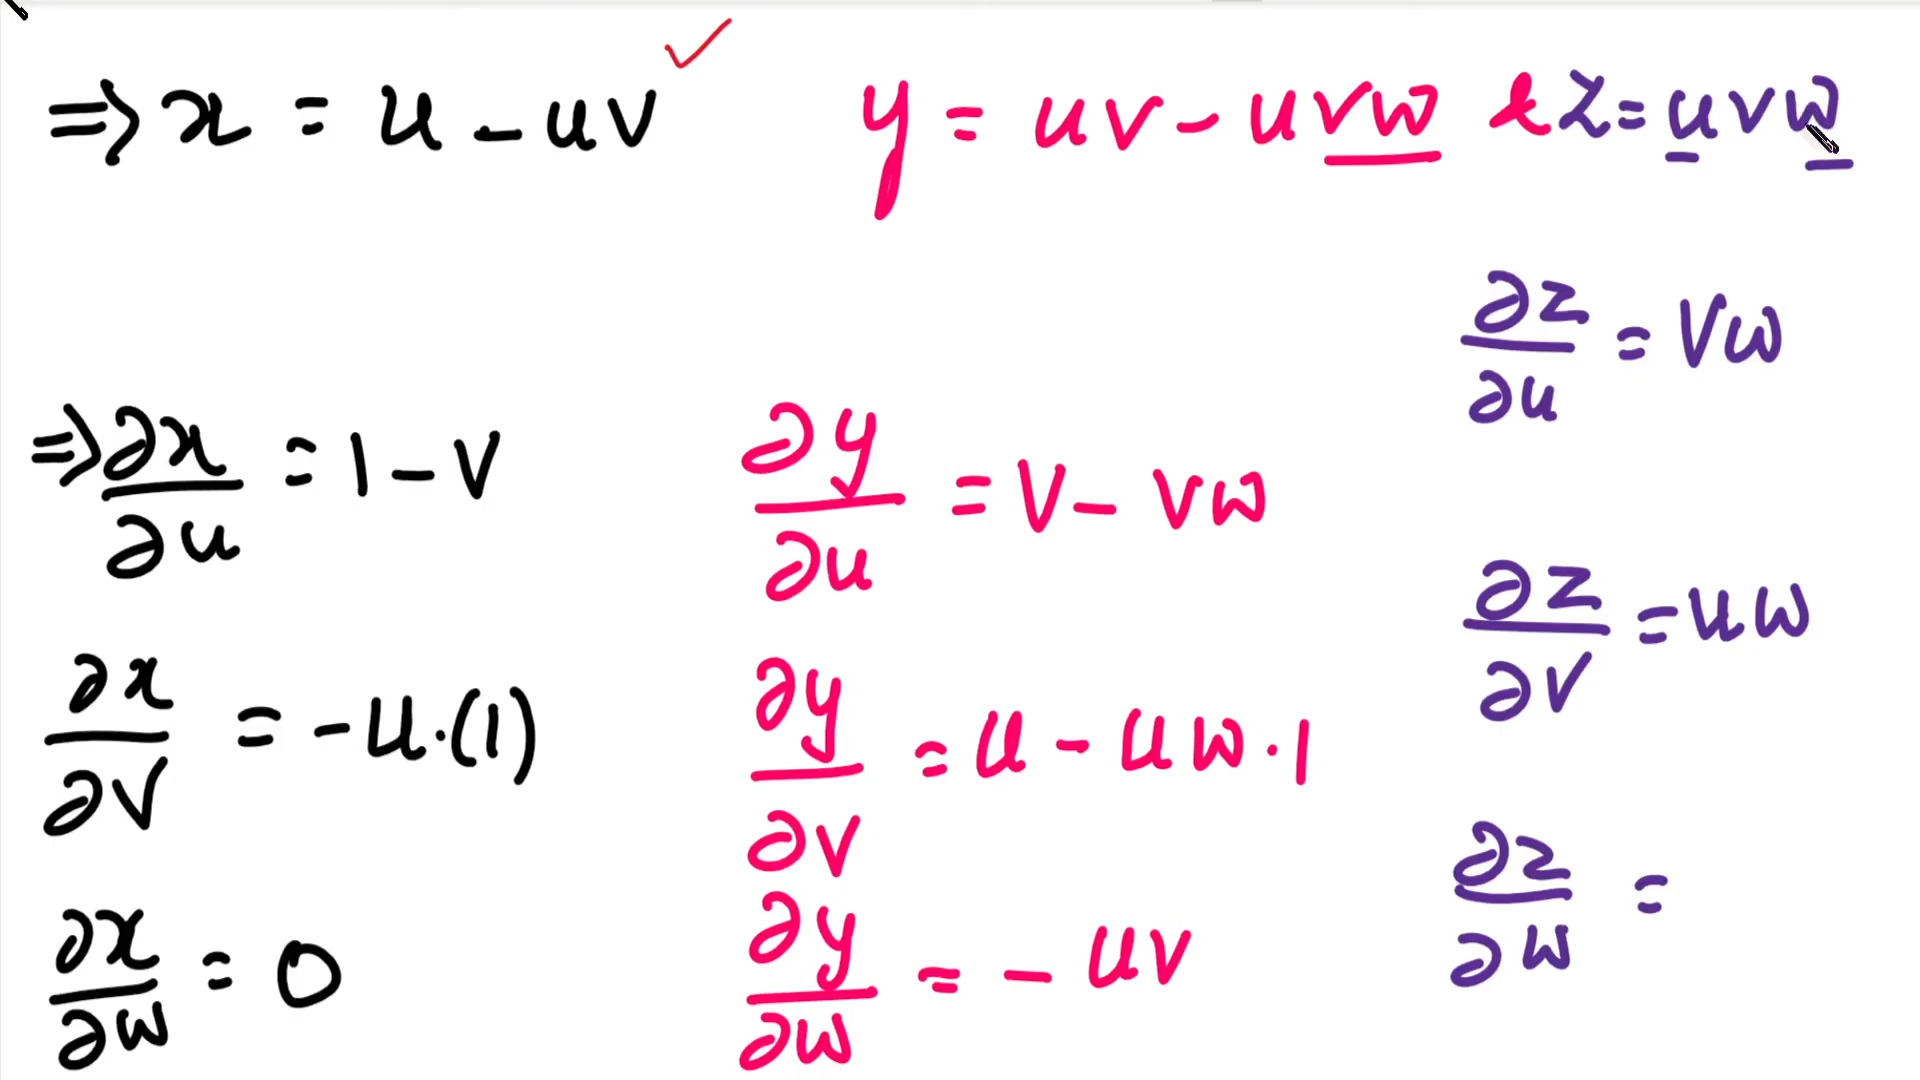 ⇒ x = u - uv ✓ y = uv - uvw & z = uvw
∂z/∂u = vw
⇒ ∂x/∂u = 1 - v
∂y/∂u = v - vw
∂z/∂v = uw
∂x/∂v = -u·(1)
∂y/∂v = u - uw·1
∂z/∂w =
∂x/∂w = 0
∂y/∂w = - uv